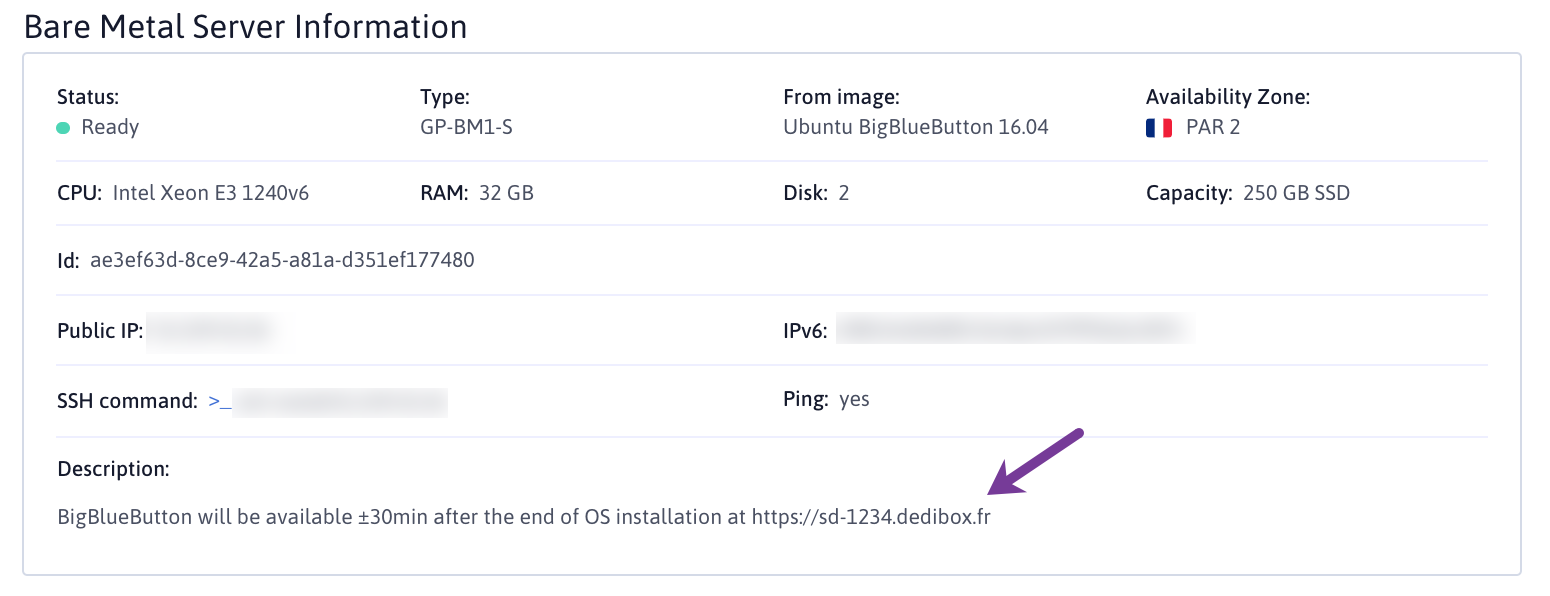 Bare Metal Server Information
Status: Type: From image: Availability Zone:
Ready GP-BM1-S Ubuntu BigBlueButton 16.04 PAR 2
CPU: Intel Xeon E3 1240v6 RAM: 32 GB Disk: 2 Capacity: 250 GB SSD
Id: ae3ef63d-8ce9-42a5-a81a-d351ef177480
Public IP: IPv6:
SSH command: >_ Ping: yes
Description:
BigBlueButton will be available ±30min after the end of OS installation at https://sd-1234.dedibox.fr